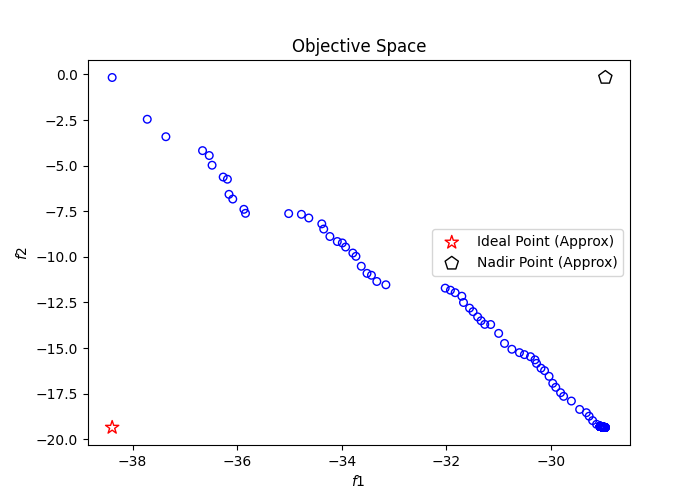 Objective Space
0.0
−2.5
−5.0
−7.5
−10.0
−12.5
−15.0
−17.5
−20.0
f2
Ideal Point (Approx)
Nadir Point (Approx)
−38
−36
−34
−32
−30
f1